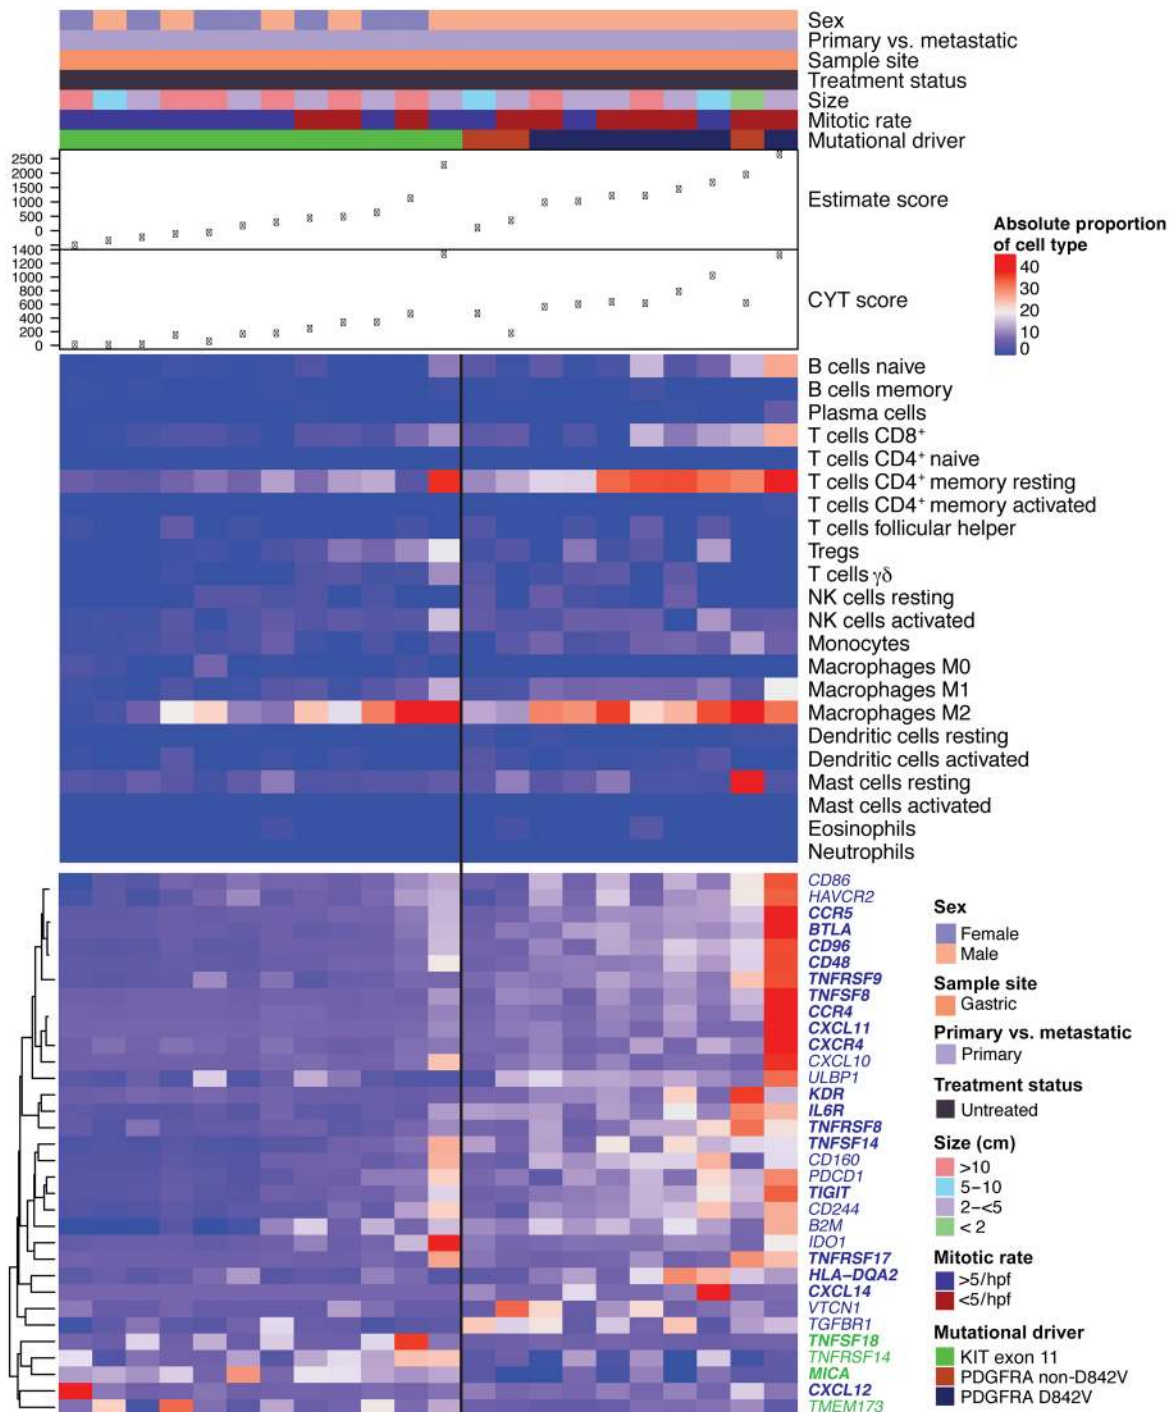 Sex
Primary vs. metastatic
Sample site
Treatment status
Size
Mitotic rate
Mutational driver
2500
2000
1500
1000
500
0
Estimate score
1400
1200
1000
800
600
400
200
0
CYT score
Absolute proportion
of cell type
40
30
20
10
0
B cells naive
B cells memory
Plasma cells
T cells CD8⁺
T cells CD4⁺ naive
T cells CD4⁺ memory resting
T cells CD4⁺ memory activated
T cells follicular helper
Tregs
T cells γδ
NK cells resting
NK cells activated
Monocytes
Macrophages M0
Macrophages M1
Macrophages M2
Dendritic cells resting
Dendritic cells activated
Mast cells resting
Mast cells activated
Eosinophils
Neutrophils
CD86
HAVCR2
CCR5
BTLA
CD96
CD48
TNFRSF9
TNFSF8
CCR4
CXCL11
CXCR4
CXCL10
ULBP1
KDR
IL6R
TNFRSF8
TNFSF14
CD160
PDCD1
TIGIT
CD244
B2M
IDO1
TNFRSF17
HLA–DQA2
CXCL14
VTCN1
TGFBR1
TNFSF18
TNFRSF14
MICA
CXCL12
TMEM173
Sex
Female
Male
Sample site
Gastric
Primary vs. metastatic
Primary
Treatment status
Untreated
Size (cm)
>10
5–10
2–<5
< 2
Mitotic rate
>5/hpf
<5/hpf
Mutational driver
KIT exon 11
PDGFRA non-D842V
PDGFRA D842V